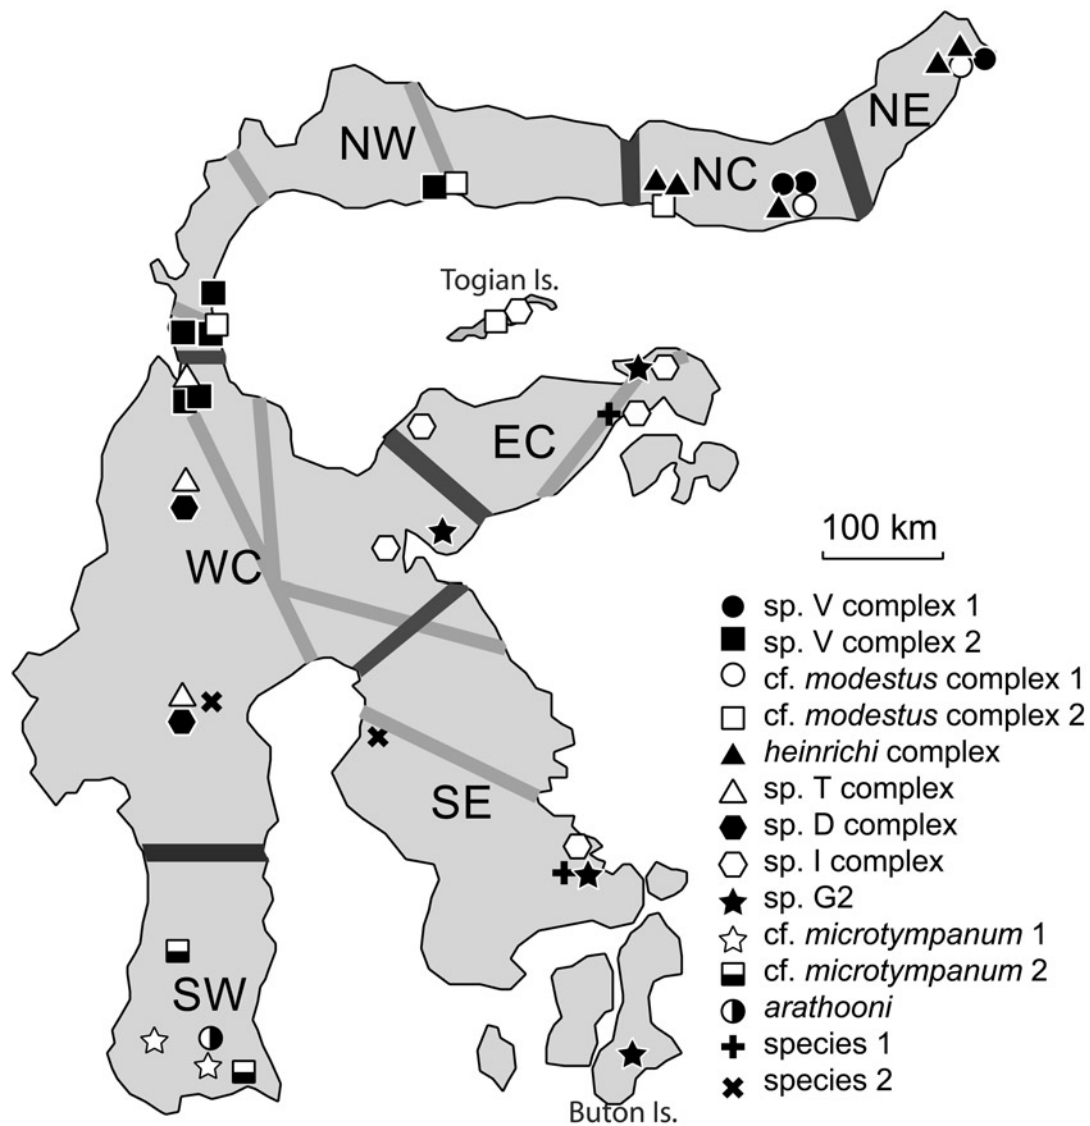 NE
NW
NC
Togian Is.
EC
100 km
WC
sp. V complex 1
sp. V complex 2
cf. modestus complex 1
cf. modestus complex 2
heinrichi complex
sp. T complex
SE
sp. D complex
sp. I complex
sp. G2
cf. microtympanum 1
cf. microtympanum 2
SW
arathooni
species 1
species 2
Buton Is.